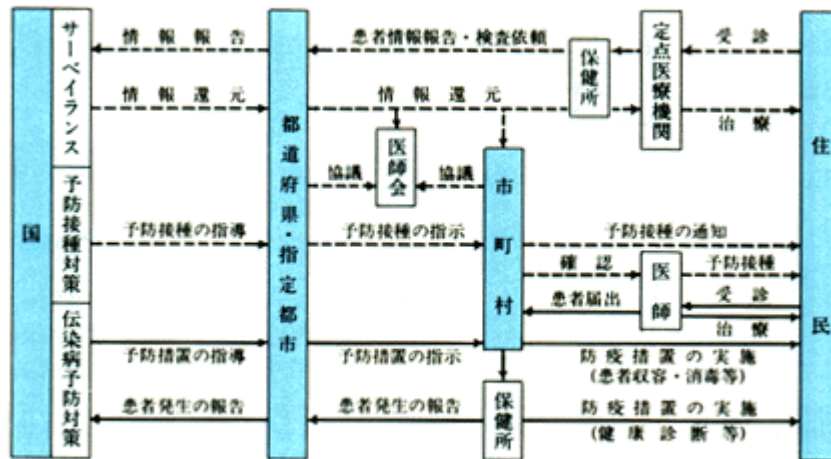 国
サーベイランス
予防接種対策
伝染病予防対策
都道府県・指定都市
情報報告
情報還元
予防接種の指導
予防措置の指導
患者発生の報告
患者情報報告・検査依頼
保健所
定点医療機関
受診
情報還元
治療
医師会
協議
協議
市町村
予防接種の指示
予防接種の通知
確認
医師
予防接種
患者届出
受診
治療
予防措置の指示
防疫措置の実施
(患者収容・消毒等)
患者発生の報告
保健所
防疫措置の実施
(健康診断等)
住民